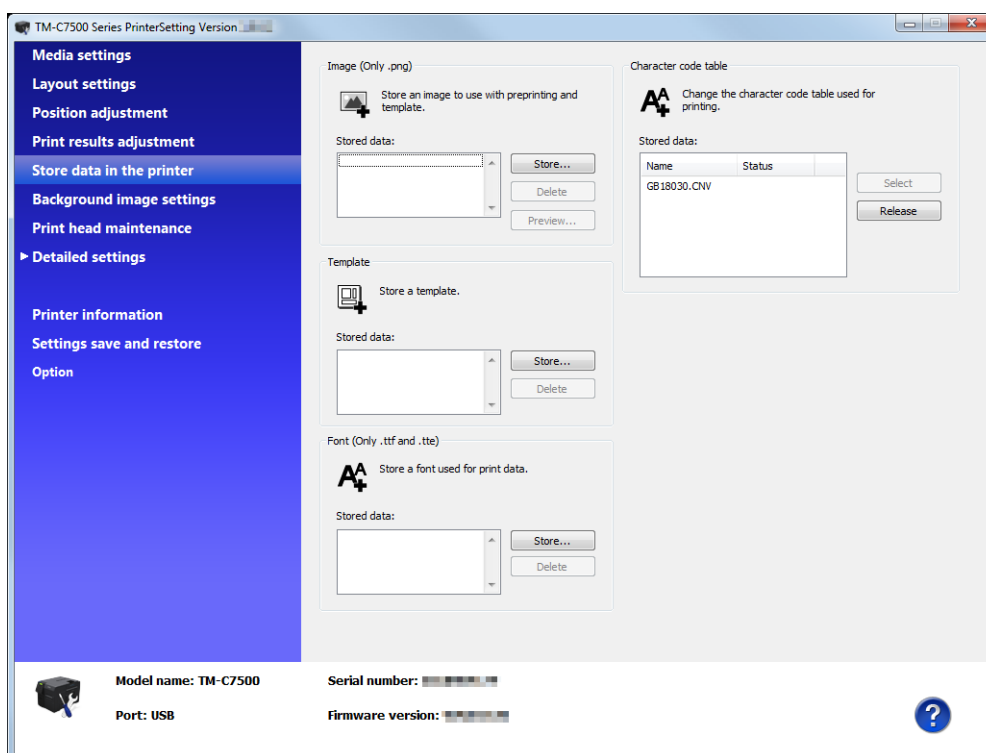 TM-C7500 Series PrinterSetting Version
Media settings
Layout settings
Position adjustment
Print results adjustment
Store data in the printer
Background image settings
Print head maintenance
Detailed settings
Printer information
Settings save and restore
Option
Image (Only .png)
Store an image to use with preprinting and
template.
Stored data:
Store...
Delete
Preview...
Template
Store a template.
Stored data:
Store...
Delete
Font (Only .ttf and .tte)
Store a font used for print data.
Stored data:
Store...
Delete
Character code table
Change the character code table used for
printing.
Stored data:
Name Status
GB18030.CNV
Select
Release
Model name: TM-C7500
Serial number:
Port: USB
Firmware version:
?